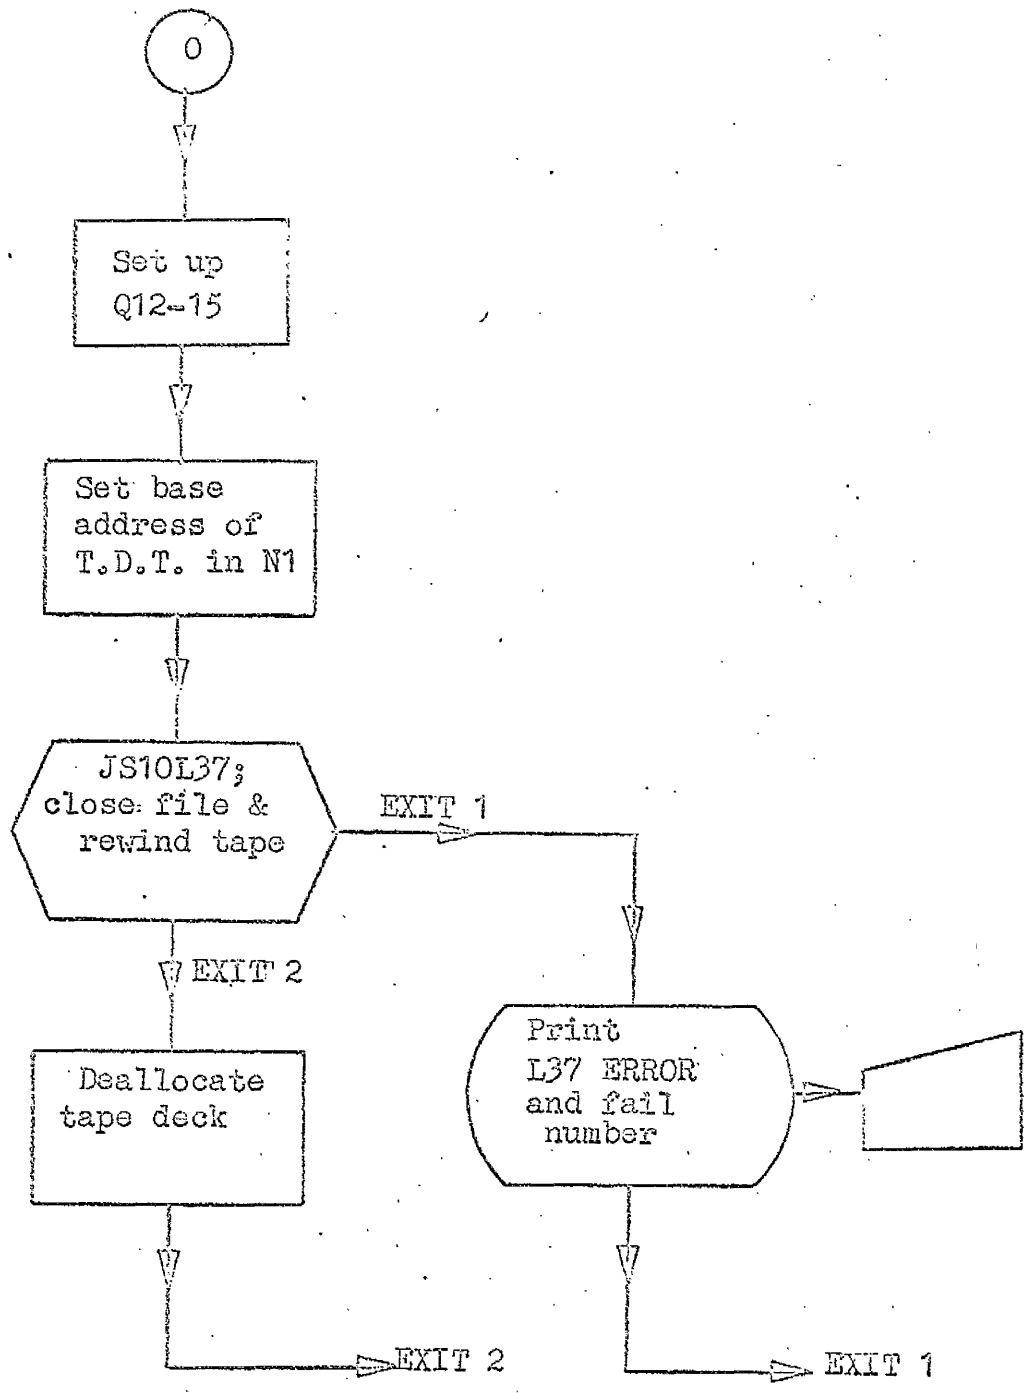 0
Set up
Q12-15
Set base
address of
T.D.T. in N1
JS10L37;
close file &
rewind tape
EXIT 1
EXIT 2
Print
L37 ERROR
and fail
number
Deallocate
tape deck
EXIT 2
EXIT 1